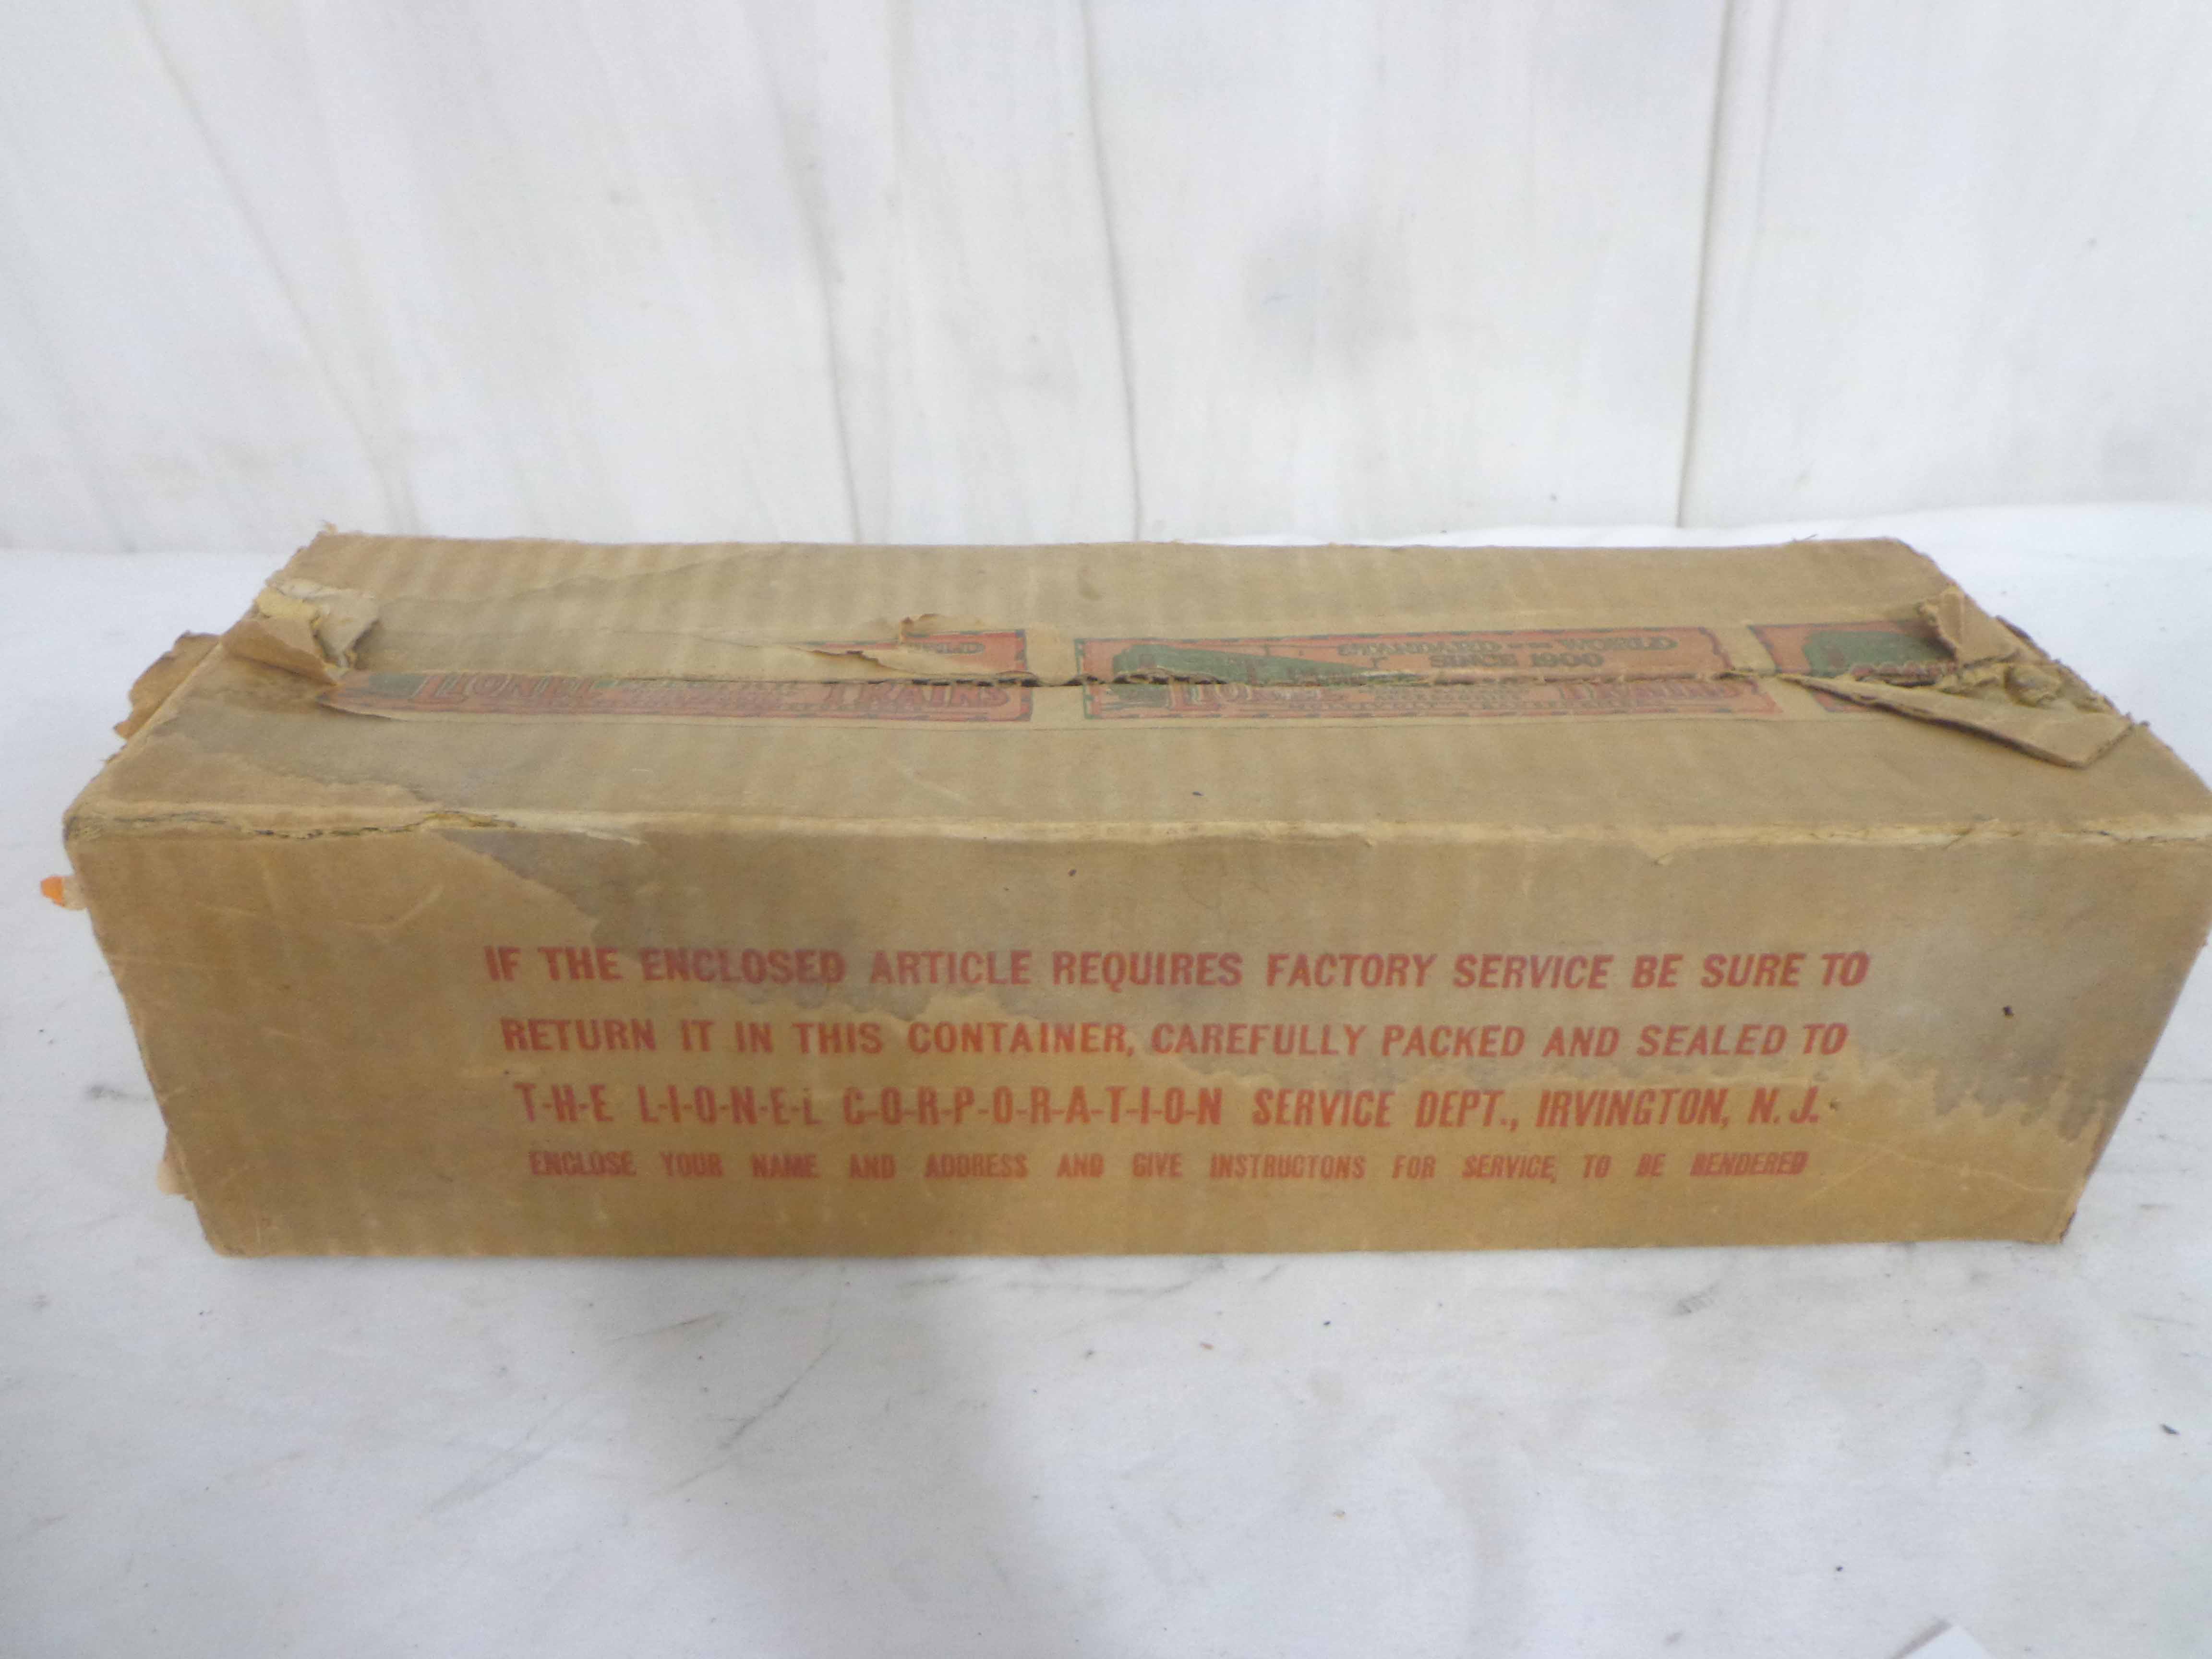 STANDARD -- WORLD
SINCE 1900
LIONEL TRAINS
LIONEL TRAINS
IF THE ENCLOSED ARTICLE REQUIRES FACTORY SERVICE BE SURE TO
RETURN IT IN THIS CONTAINER, CAREFULLY PACKED AND SEALED TO
T-H-E L-I-O-N-E-L C-O-R-P-O-R-A-T-I-O-N SERVICE DEPT., IRVINGTON, N. J.
ENCLOSE YOUR NAME AND ADDRESS AND GIVE INSTRUCTONS FOR SERVICE, TO BE RENDERED